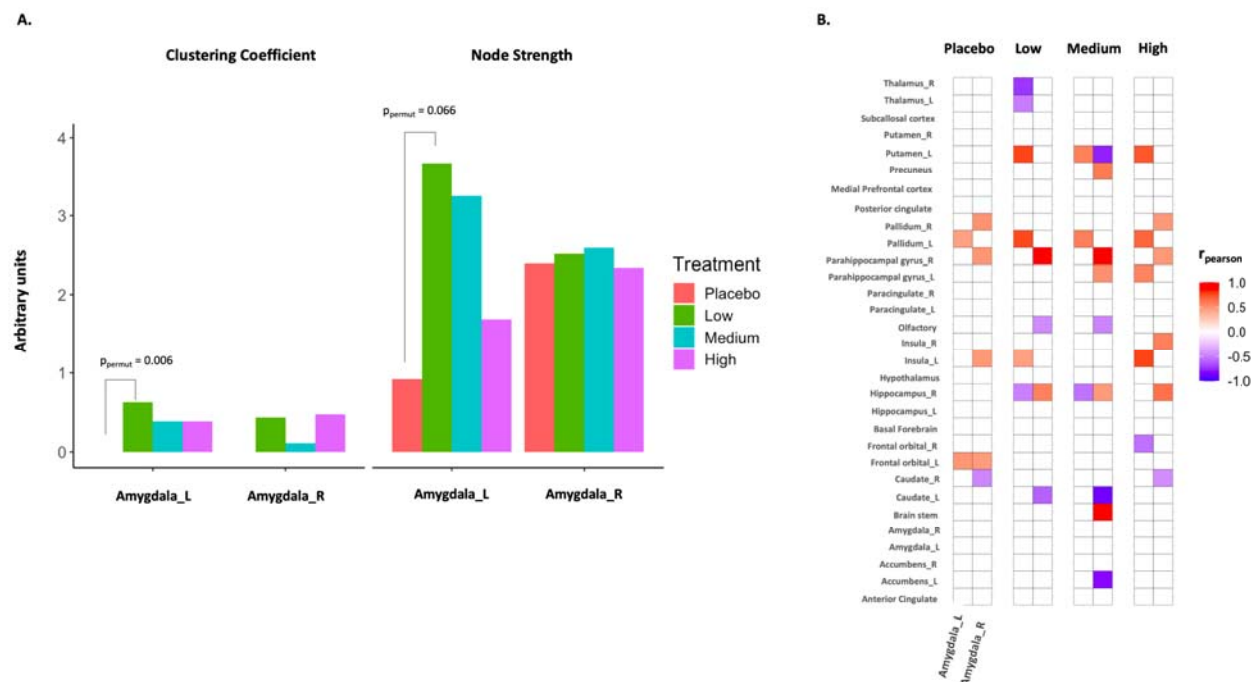 A.
Clustering Coefficient
Node Strength
Arbitrary units
4
3
2
1
0
p permut = 0.006
p permut = 0.066
Amygdala_L
Amygdala_R
Amygdala_L
Amygdala_R
Treatment
Placebo
Low
Medium
High
B.
Placebo Low Medium High
Thalamus_R
Thalamus_L
Subcallosal cortex
Putamen_R
Putamen_L
Precuneus
Medial Prefrontal cortex
Posterior cingulate
Pallidum_R
Pallidum_L
Parahippocampal gyrus_R
Parahippocampal gyrus_L
Paracingulate_R
Paracingulate_L
Olfactory
Insula_R
Insula_L
Hypothalamus
Hippocampus_R
Hippocampus_L
Basal Forebrain
Frontal orbital_R
Frontal orbital_L
Caudate_R
Caudate_L
Brain stem
Amygdala_R
Amygdala_L
Accumbens_R
Accumbens_L
Anterior Cingulate
Amygdala_L
Amygdala_R
r pearson
1.0
0.5
0.0
-0.5
-1.0